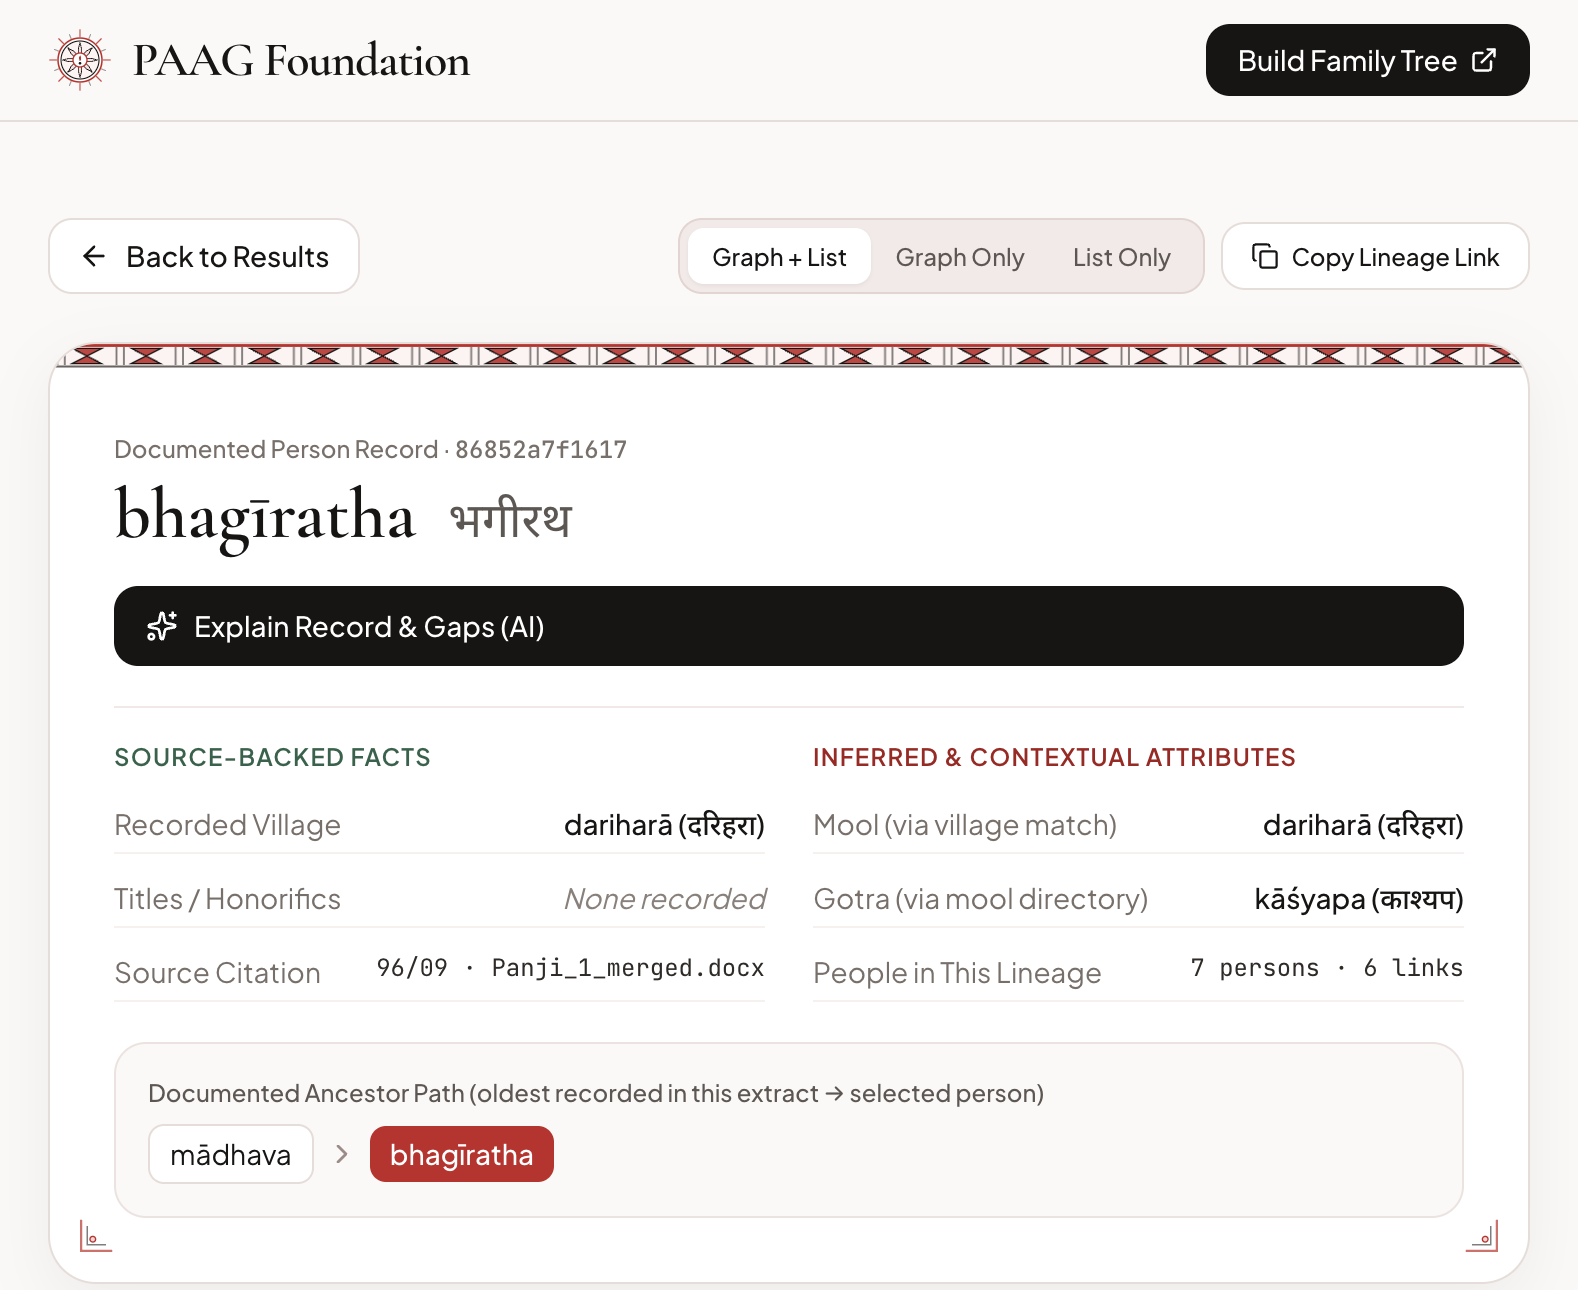 PAAG Foundation
Build Family Tree
Back to Results
Graph + List
Graph Only
List Only
Copy Lineage Link
Documented Person Record · 86852a7f1617
bhagīratha भगीरथ
Explain Record & Gaps (AI)
SOURCE-BACKED FACTS
Recorded Village dariharā (दरिहरा)
Titles / Honorifics None recorded
Source Citation 96/09 · Panji_1_merged.docx
INFERRED & CONTEXTUAL ATTRIBUTES
Mool (via village match) dariharā (दरिहरा)
Gotra (via mool directory) kāśyapa (काश्यप)
People in This Lineage 7 persons · 6 links
Documented Ancestor Path (oldest recorded in this extract → selected person)
mādhava > bhagīratha